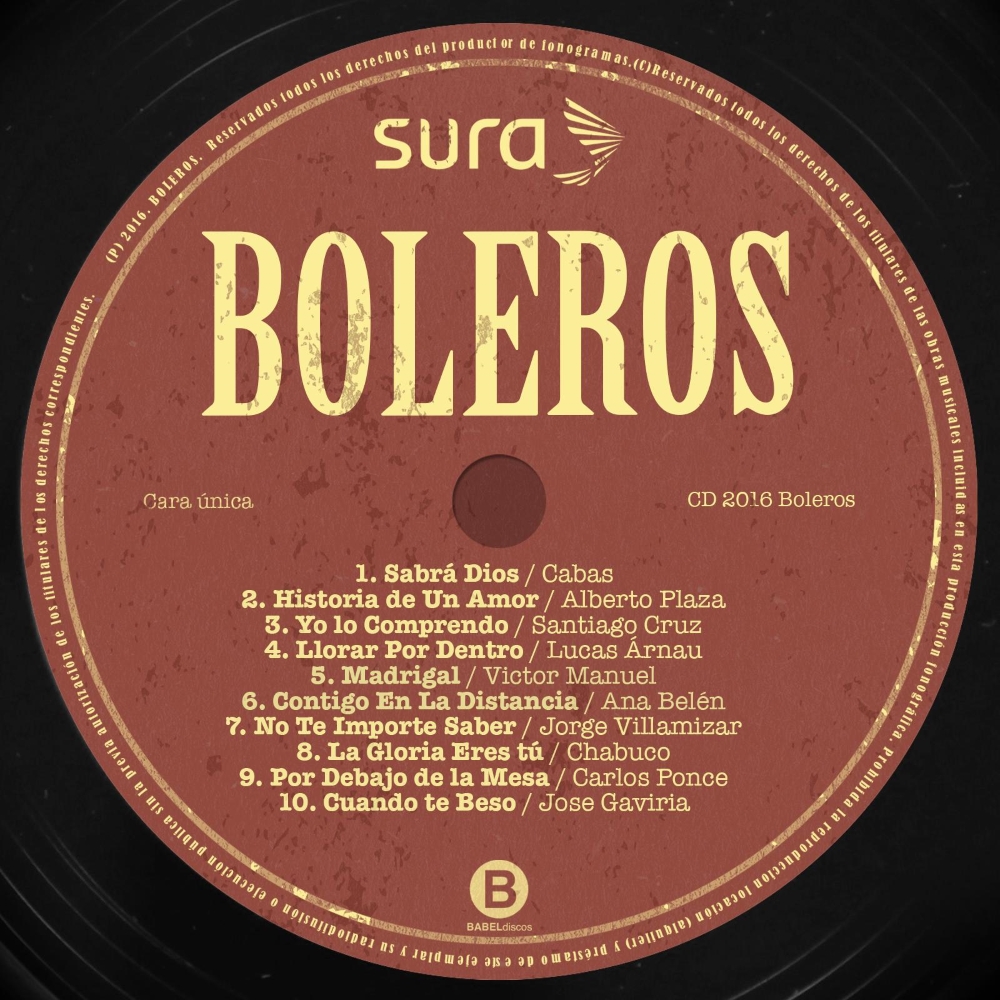 (P) 2016. BOLEROS. Reservados todos los derechos del productor de fonogramas.(C)Reservados todos los derechos de los titulares de las obras musicales incluidas en esta producción fonográfica. Prohibida la reproducción locación (alquiler) y préstamo de este ejemplar y su radiodifusión o ejecución pública sin la previa autorización de los titulares de los derechos correspondientes.
sura
BOLEROS
Cara única
CD 2016 Boleros
1. Sabrá Dios / Cabas
2. Historia de Un Amor / Alberto Plaza
3. Yo lo Comprendo / Santiago Cruz
4. Llorar Por Dentro / Lucas Árnau
5. Madrigal / Victor Manuel
6. Contigo En La Distancia / Ana Belén
7. No Te Importe Saber / Jorge Villamizar
8. La Gloria Eres tú / Chabuco
9. Por Debajo de la Mesa / Carlos Ponce
10. Cuando te Beso / Jose Gaviria
B
BABELdiscos